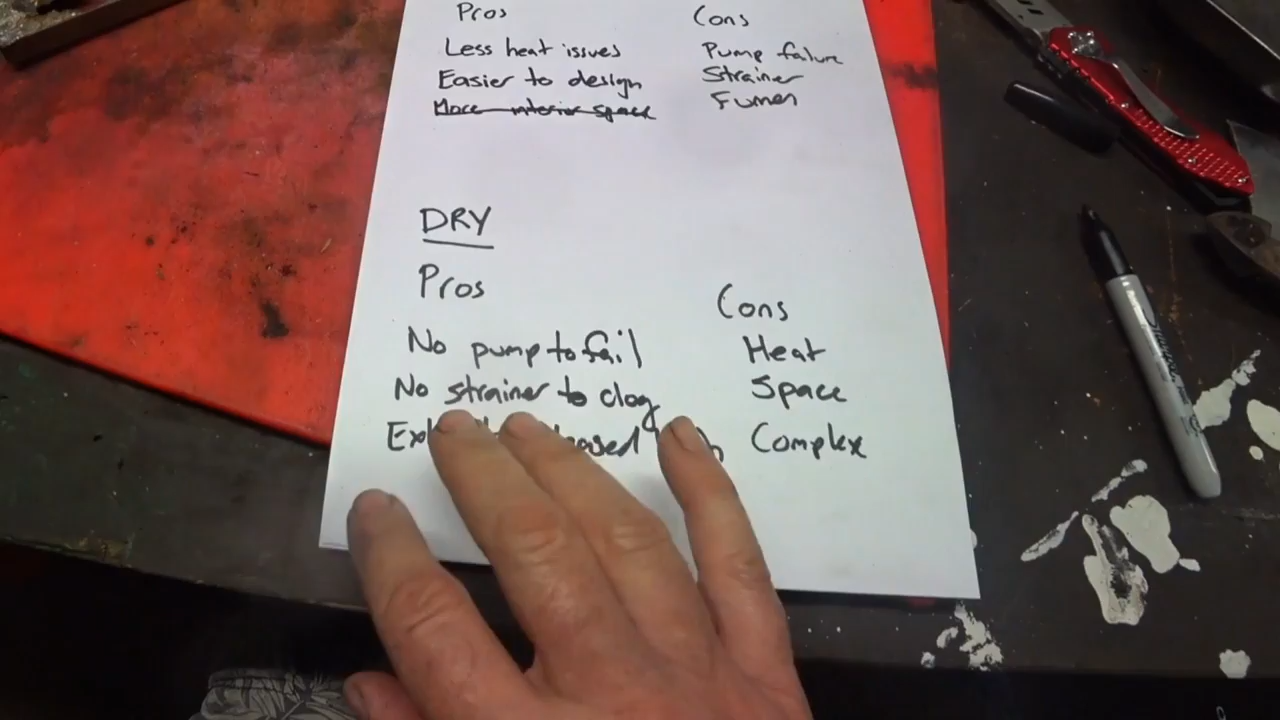 Pros
Cons
Less heat issues
Pump failure
Easier to design
Strainer
More interior space
Fumes
DRY
Pros
Cons
No pump to fail
Heat
No strainer to clog
Space
Complex